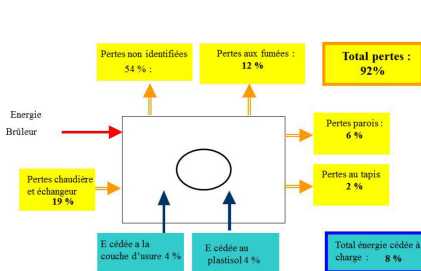 Pertes non identifiées
54 % :
Pertes aux fumées :
12 %
Total pertes :
92%
Energie
Brûleur
Pertes parois :
6 %
Pertes chaudière
et échangeur
19 %
Pertes au tapis
2 %
E cédée a la
couche d'usure 4 %
E cédée au
plastisol 4 %
Total énergie cédée à
charge : 8 %